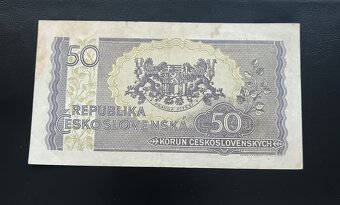 50
REPUBLIKA
ČESKOSLOVENSKÁ
50
KORUN ČESKOSLOVENSKÝCH